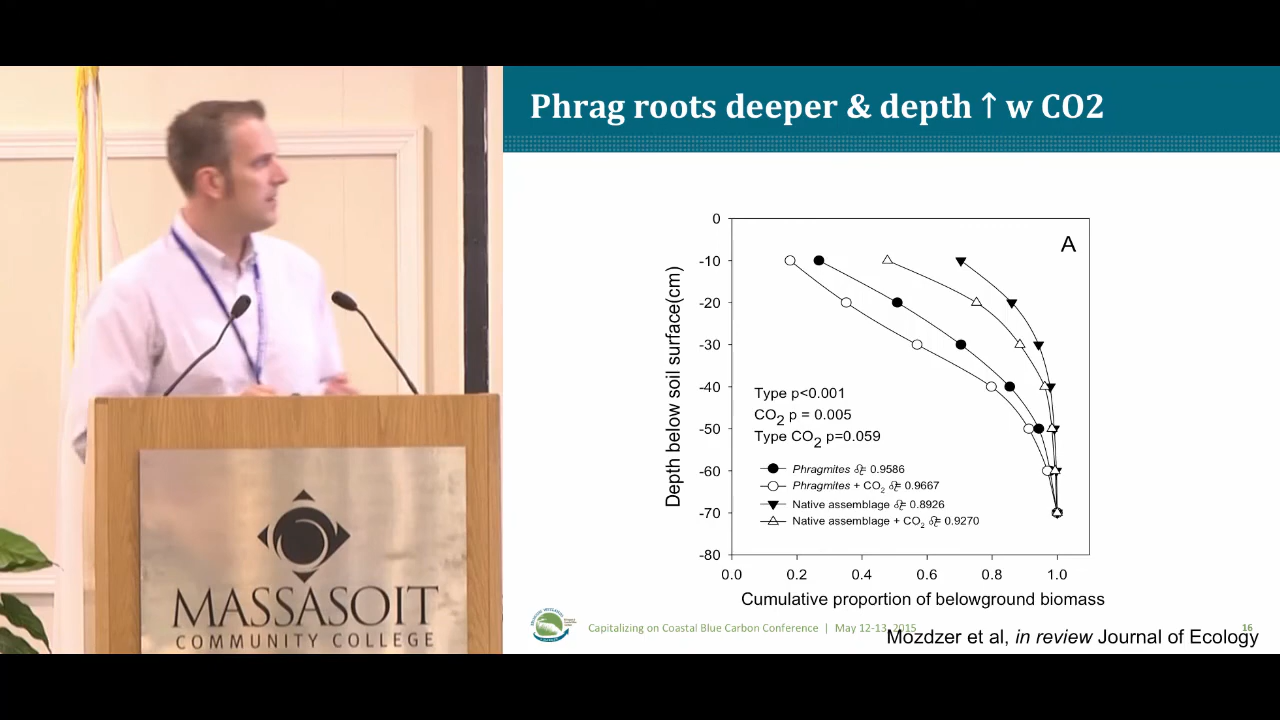 Phrag roots deeper & depth ↑ w CO2
A
0
-10
-20
-30
-40
-50
-60
-70
-80
Depth below soil surface(cm)
Type p<0.001
CO2 p = 0.005
Type CO2 p=0.059
Phragmites = 0.9586
Phragmites + CO2 = 0.9667
Native assemblage = 0.8926
Native assemblage + CO2 = 0.9270
0.0 0.2 0.4 0.6 0.8 1.0
Cumulative proportion of belowground biomass
Capitalizing on Coastal Blue Carbon Conference | May 12-13, 2015
16
Mozdzer et al, in review Journal of Ecology
MASSASOIT
COMMUNITY COLLEGE